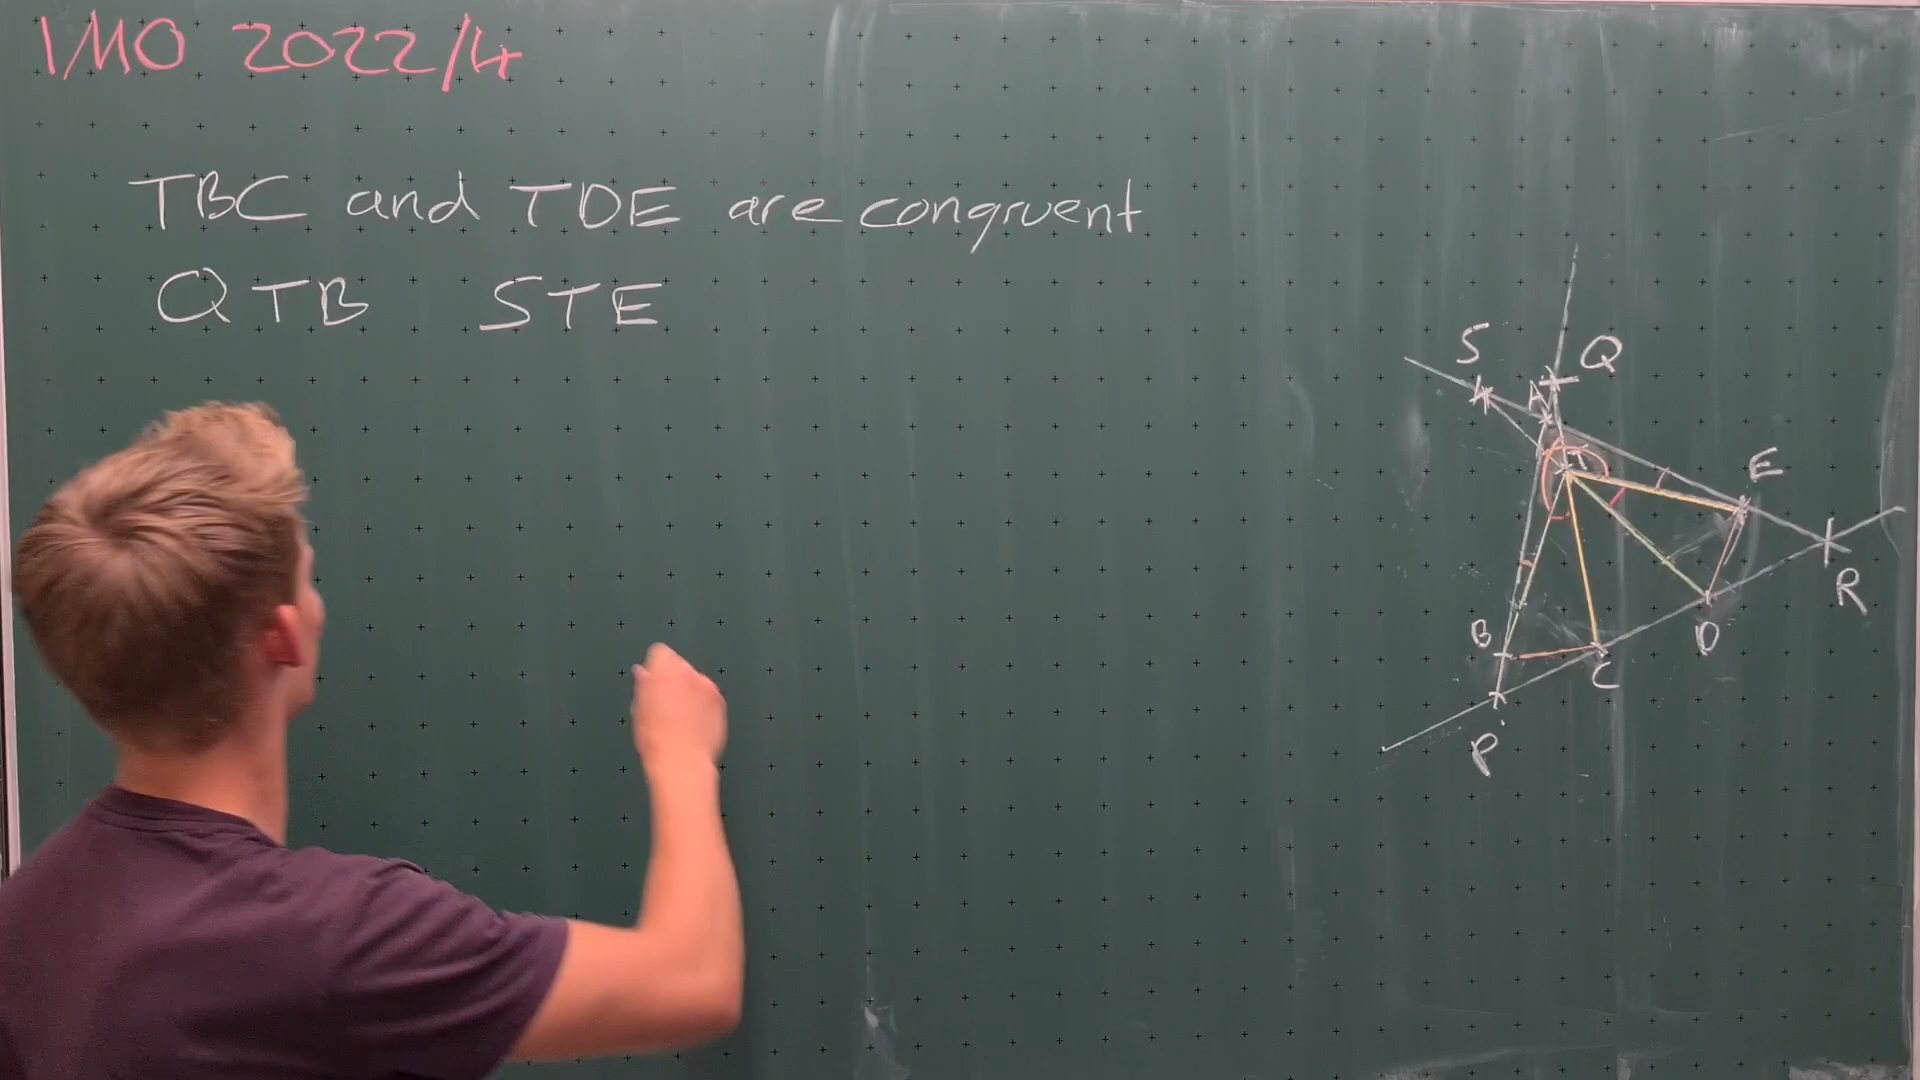 IMO 2022/4
TBC and TDE are congruent
QTB STE
S
Q
A
T
E
R
B
D
C
P